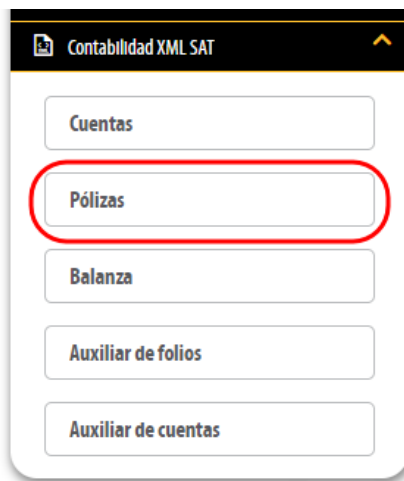 Contabilidad XML SAT
Cuentas
Pólizas
Balanza
Auxiliar de folios
Auxiliar de cuentas